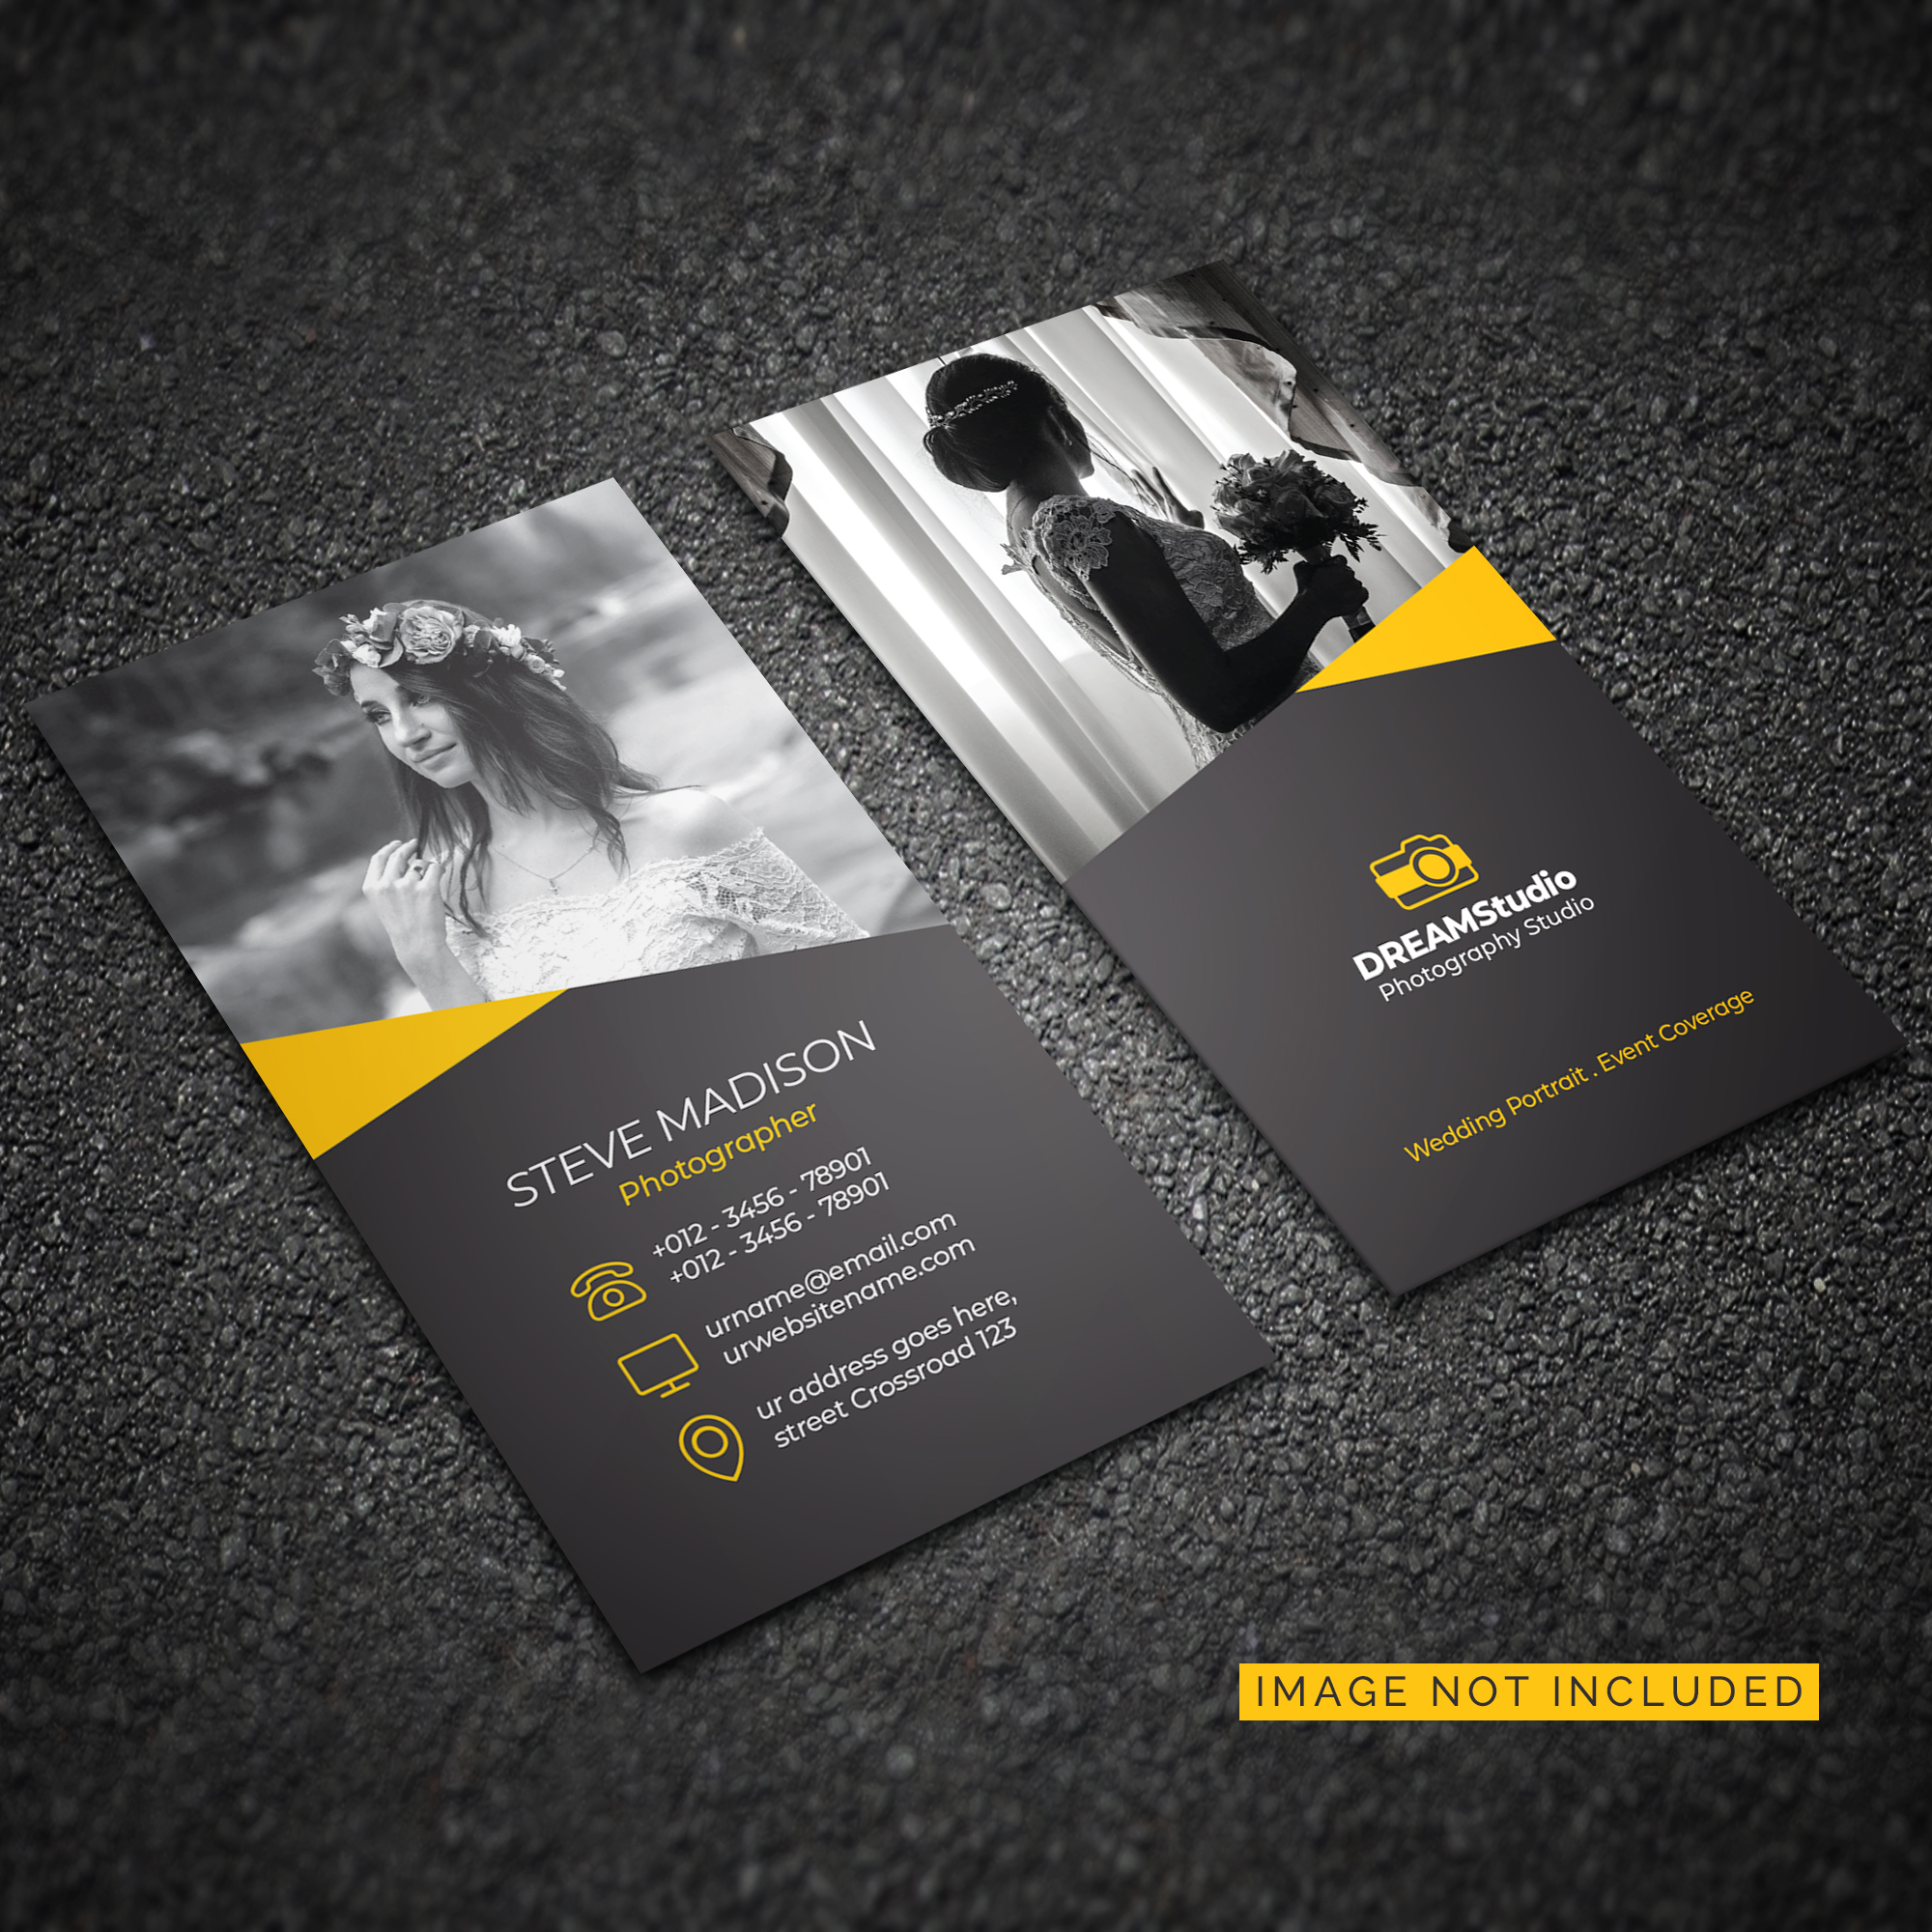 STEVE MADISON
Photographer
+012 - 3456 - 78901
+012 - 3456 - 78901
urname@email.com
urwebsitename.com
ur address goes here,
street Crossroad 123
DREAMStudio
Photography Studio
Wedding Portrait . Event Coverage
IMAGE NOT INCLUDED